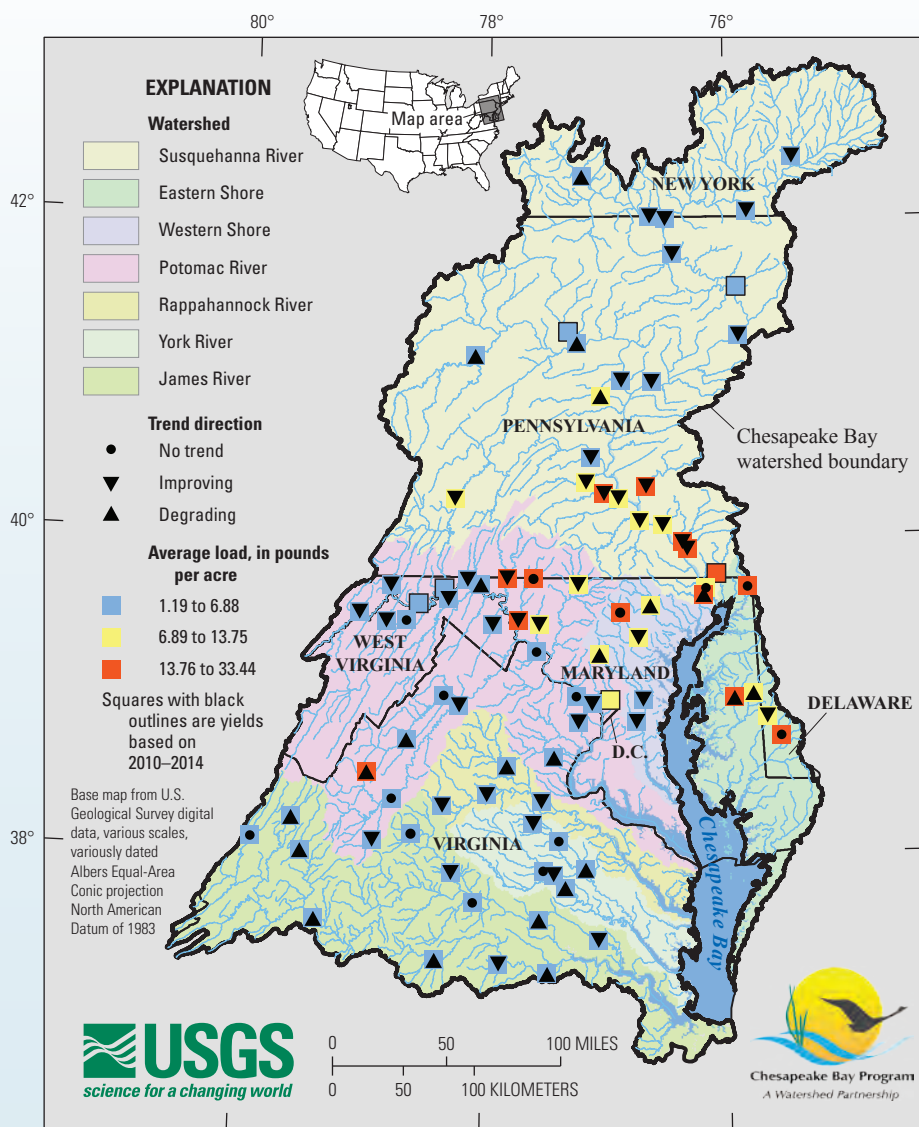 80°
78°
76°
42°
40°
38°
EXPLANATION
Watershed
Susquehanna River
Eastern Shore
Western Shore
Potomac River
Rappahannock River
York River
James River
Trend direction
No trend
Improving
Degrading
Average load, in pounds
per acre
1.19 to 6.88
6.89 to 13.75
13.76 to 33.44
Squares with black
outlines are yields
based on
2010–2014
Base map from U.S.
Geological Survey digital
data, various scales,
variously dated
Albers Equal-Area
Conic projection
North American
Datum of 1983
Map area
NEW YORK
PENNSYLVANIA
Chesapeake Bay
watershed boundary
WEST
VIRGINIA
MARYLAND
DELAWARE
D.C.
VIRGINIA
Chesapeake Bay
USGS
science for a changing world
0 50 100 MILES
0 50 100 KILOMETERS
Chesapeake Bay Program
A Watershed Partnership